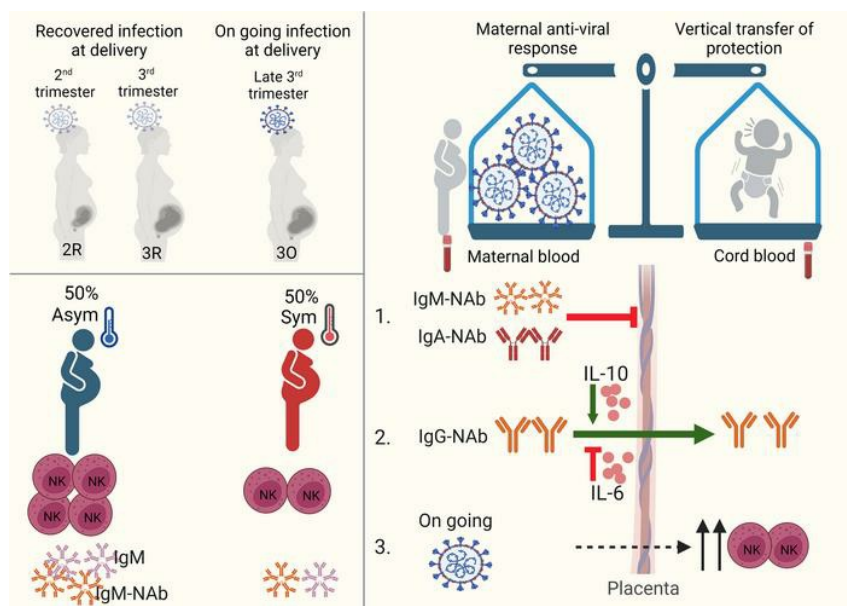 Recovered infection
at delivery
2nd
trimester
3rd
trimester
2R
3R
On going infection
at delivery
Late 3rd
trimester
3O
50%
Asym
NK
NK
NK
NK
IgM
IgM-NAb
50%
Sym
NK
NK
Maternal anti-viral
response
Vertical transfer of
protection
Maternal blood
Cord blood
1.
IgM-NAb
IgA-NAb
2.
IgG-NAb
IL-10
IL-6
3.
On going
NK
NK
Placenta